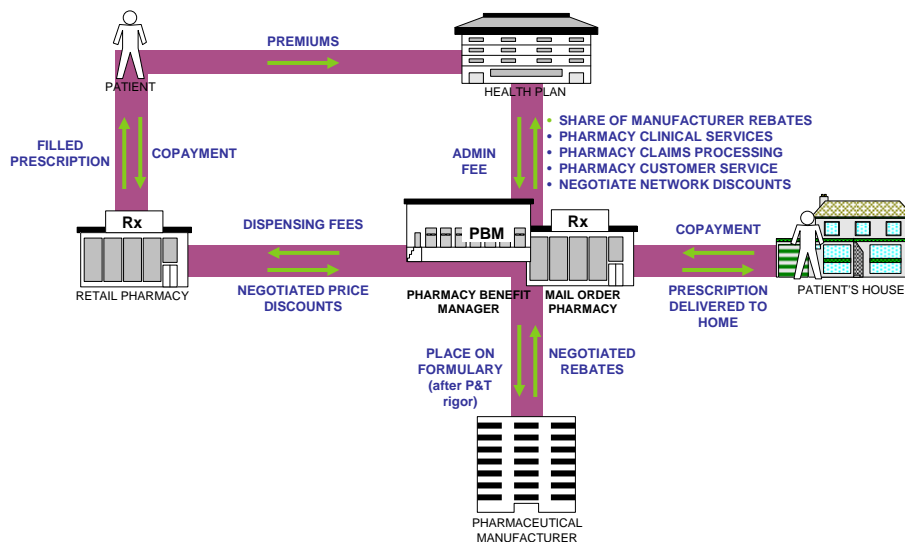 PREMIUMS
PATIENT
HEALTH PLAN
FILLED
PRESCRIPTION
COPAYMENT
ADMIN
FEE
• SHARE OF MANUFACTURER REBATES
• PHARMACY CLINICAL SERVICES
• PHARMACY CLAIMS PROCESSING
• PHARMACY CUSTOMER SERVICE
• NEGOTIATE NETWORK DISCOUNTS
Rx
RETAIL PHARMACY
DISPENSING FEES
NEGOTIATED PRICE
DISCOUNTS
PBM
PHARMACY BENEFIT
MANAGER
Rx
MAIL ORDER
PHARMACY
COPAYMENT
PRESCRIPTION
DELIVERED TO
HOME
PATIENT'S HOUSE
PLACE ON
FORMULARY
(after P&T
rigor)
NEGOTIATED
REBATES
PHARMACEUTICAL
MANUFACTURER